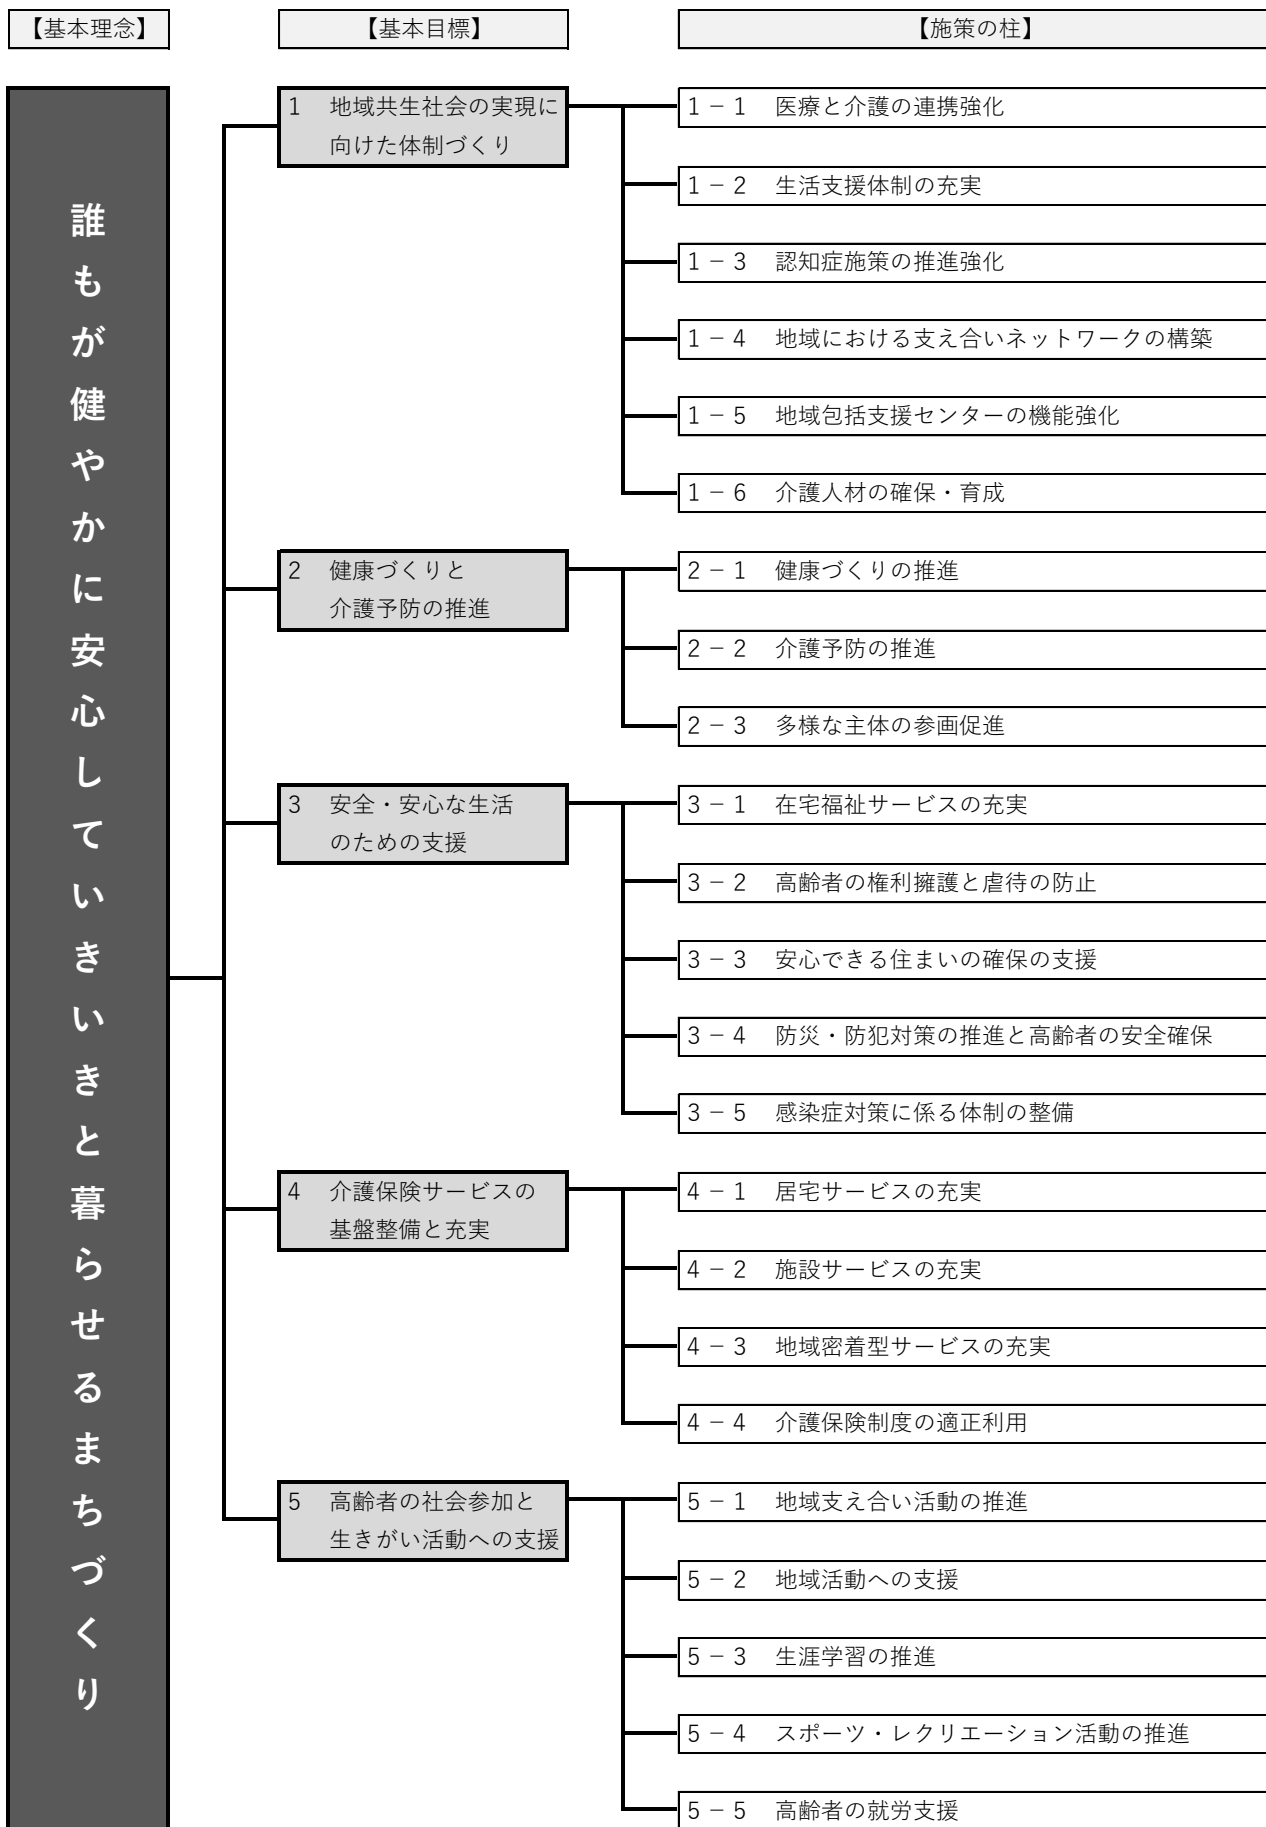 【基本理念】
【基本目標】
【施策の柱】
誰もが健やかに安心していきいきと暮らせるまちづくり
1 地域共生社会の実現に
向けた体制づくり
1－1 医療と介護の連携強化
1－2 生活支援体制の充実
1－3 認知症施策の推進強化
1－4 地域における支え合いネットワークの構築
1－5 地域包括支援センターの機能強化
1－6 介護人材の確保・育成
2 健康づくりと
介護予防の推進
2－1 健康づくりの推進
2－2 介護予防の推進
2－3 多様な主体の参画促進
3 安全・安心な生活
のための支援
3－1 在宅福祉サービスの充実
3－2 高齢者の権利擁護と虐待の防止
3－3 安心できる住まいの確保の支援
3－4 防災・防犯対策の推進と高齢者の安全確保
3－5 感染症対策に係る体制の整備
4 介護保険サービスの
基盤整備と充実
4－1 居宅サービスの充実
4－2 施設サービスの充実
4－3 地域密着型サービスの充実
4－4 介護保険制度の適正利用
5 高齢者の社会参加と
生きがい活動への支援
5－1 地域支え合い活動の推進
5－2 地域活動への支援
5－3 生涯学習の推進
5－4 スポーツ・レクリエーション活動の推進
5－5 高齢者の就労支援